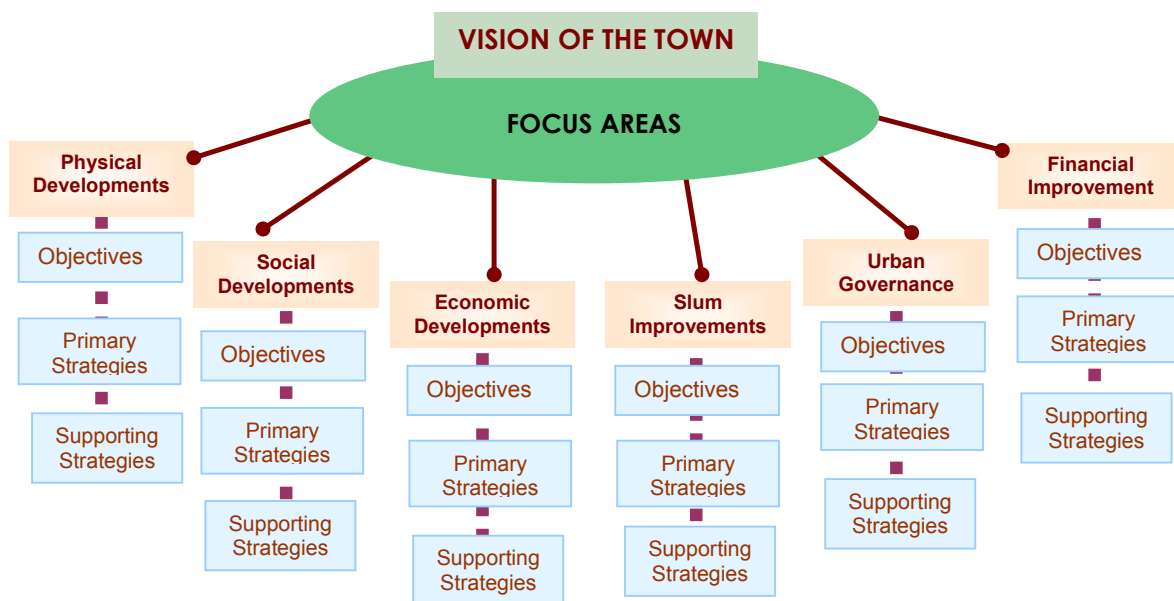 VISION OF THE TOWN
FOCUS AREAS
Physical
Developments
Objectives
Primary
Strategies
Supporting
Strategies
Social
Developments
Objectives
Primary
Strategies
Supporting
Strategies
Economic
Developments
Objectives
Primary
Strategies
Supporting
Strategies
Slum
Improvements
Objectives
Primary
Strategies
Supporting
Strategies
Urban
Governance
Objectives
Primary
Strategies
Supporting
Strategies
Financial
Improvement
Objectives
Primary
Strategies
Supporting
Strategies